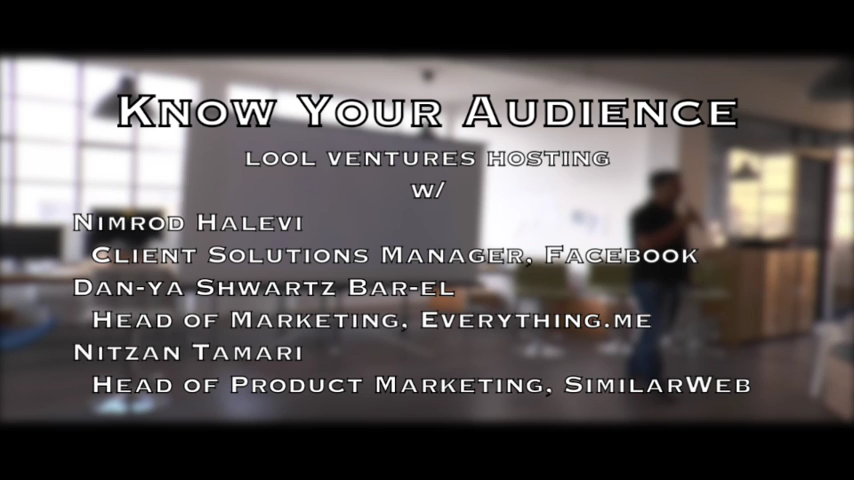 Know Your Audience
lool ventures hosting
w/
Nimrod Halevi
Client Solutions Manager, Facebook
Dan-ya Shwartz Bar-el
Head of Marketing, Everything.me
Nitzan Tamari
Head of Product Marketing, SimilarWeb